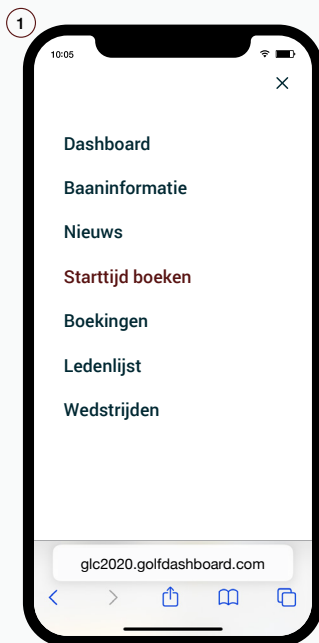 1
10:05
Dashboard
Baaninformatie
Nieuws
Starttijd boeken
Boekingen
Ledenlijst
Wedstrijden
glc2020.golfdashboard.com